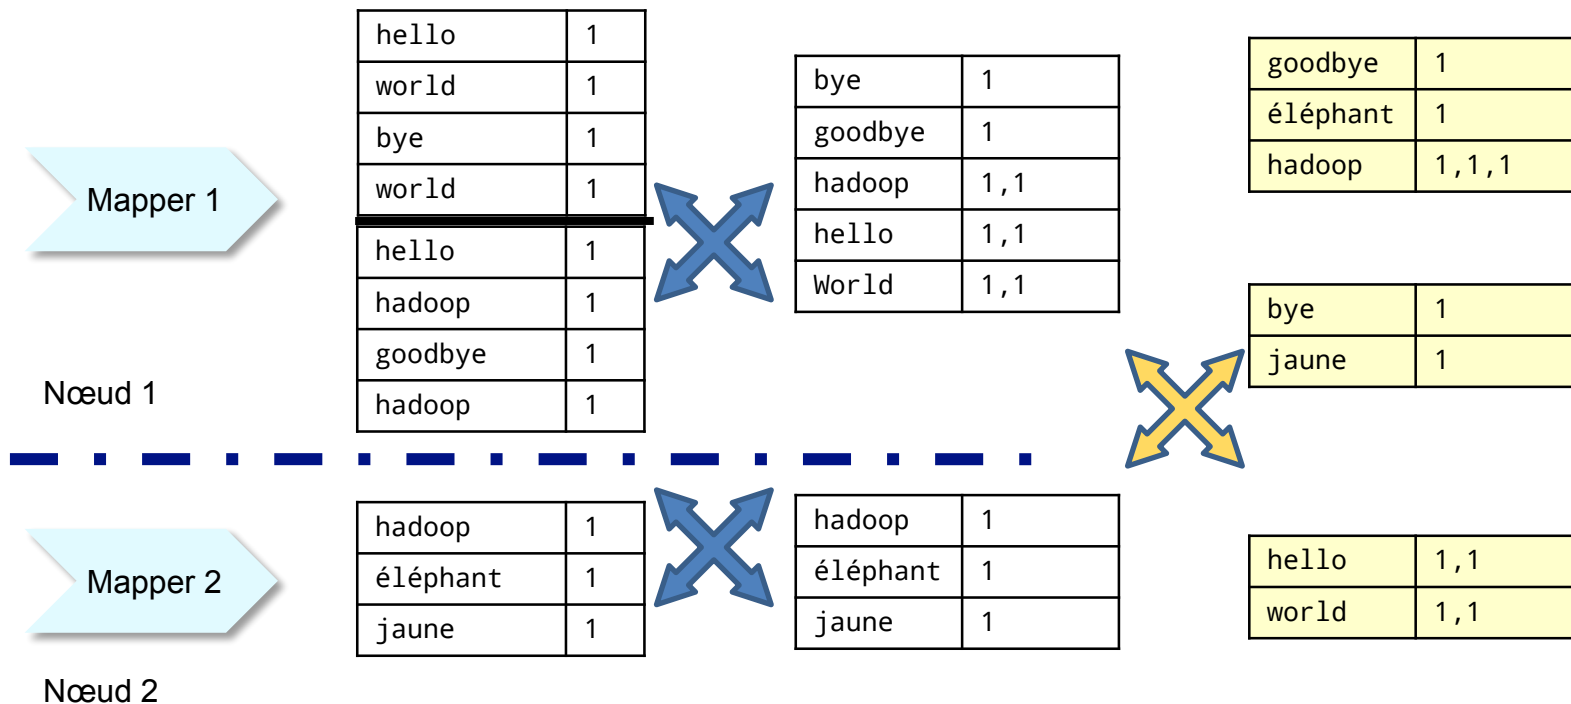 Mapper 1
Nœud 1
hello 1
world 1
bye 1
world 1
hello 1
hadoop 1
goodbye 1
hadoop 1
bye 1
goodbye 1
hadoop 1,1
hello 1,1
World 1,1
Mapper 2
Nœud 2
hadoop 1
éléphant 1
jaune 1
hadoop 1
éléphant 1
jaune 1
goodbye 1
éléphant 1
hadoop 1,1,1
bye 1
jaune 1
hello 1,1
world 1,1